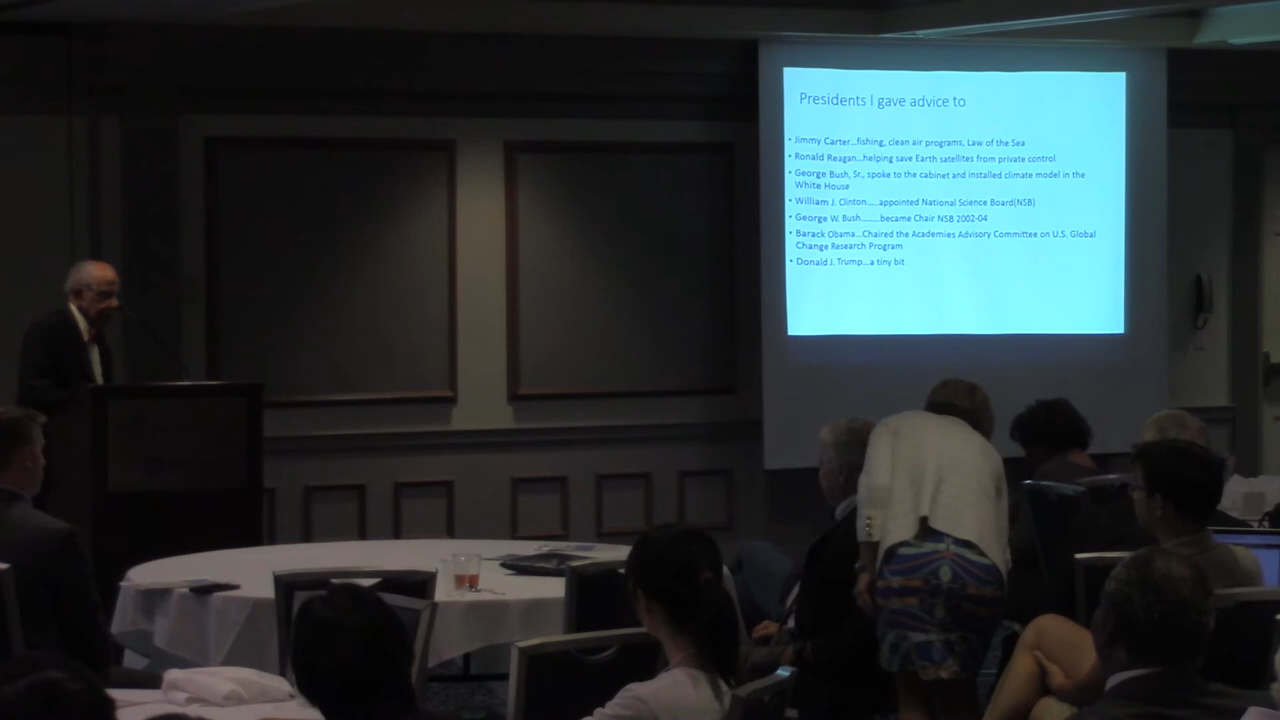 Presidents I gave advice to
• Jimmy Carter...fishing, clean air programs, Law of the Sea
• Ronald Reagan...helping save Earth satellites from private control
• George Bush, Sr., spoke to the cabinet and installed climate model in the
White House
• William J. Clinton.....appointed National Science Board(NSB)
• George W. Bush.........became Chair NSB 2002-04
• Barack Obama...Chaired the Academies Advisory Committee on U.S. Global
Change Research Program
• Donald J. Trump...a tiny bit